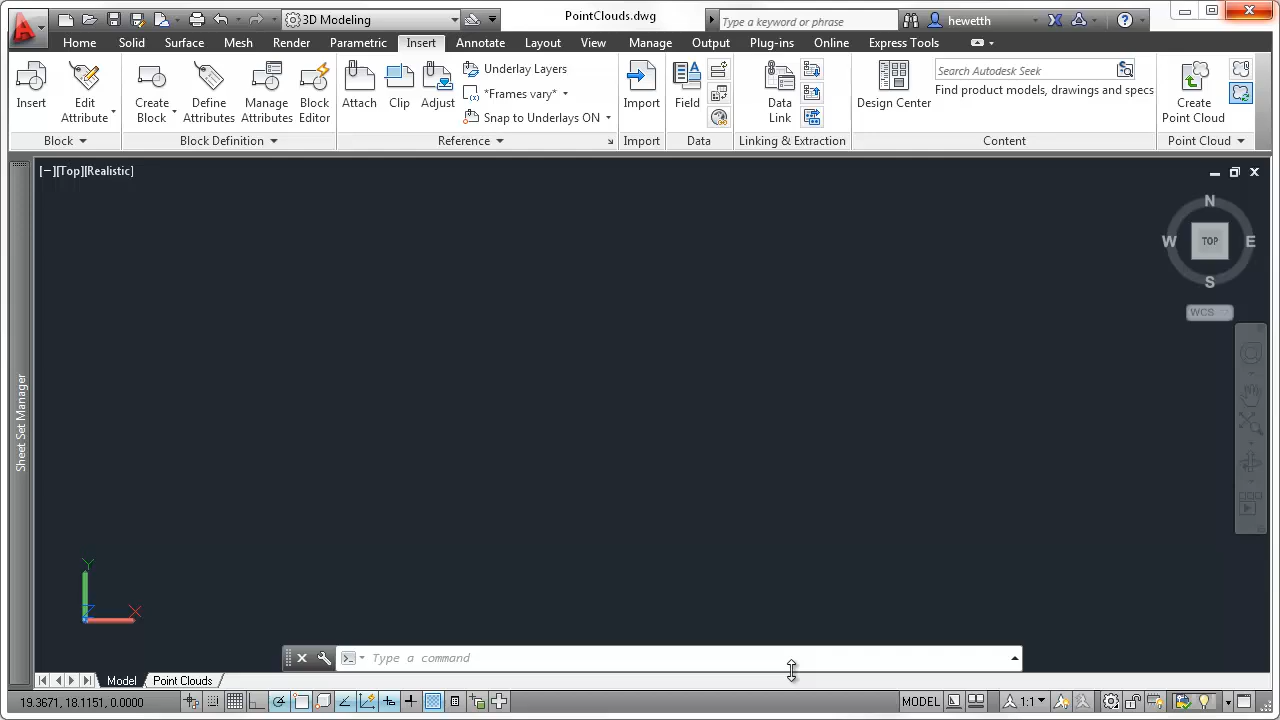 3D Modeling
PointClouds.dwg
Type a keyword or phrase
hewetth
Home Solid Surface Mesh Render Parametric Insert Annotate Layout View Manage Output Plug-ins Online Express Tools
Insert
Edit
Attribute
Create
Block
Define
Attributes
Manage
Attributes
Block
Editor
Attach
Clip
Adjust
Underlay Layers
*Frames vary*
Snap to Underlays ON
Import
Field
Data
Link
Design Center
Search Autodesk Seek
Find product models, drawings and specs
Create
Point Cloud
Block
Block Definition
Reference
Import
Data
Linking & Extraction
Content
Point Cloud
[−][Top][Realistic]
N
W
TOP
E
S
WCS
Sheet Set Manager
Y
Z
X
Type a command
Model
Point Clouds
19.3671, 18.1151, 0.0000
MODEL
1:1